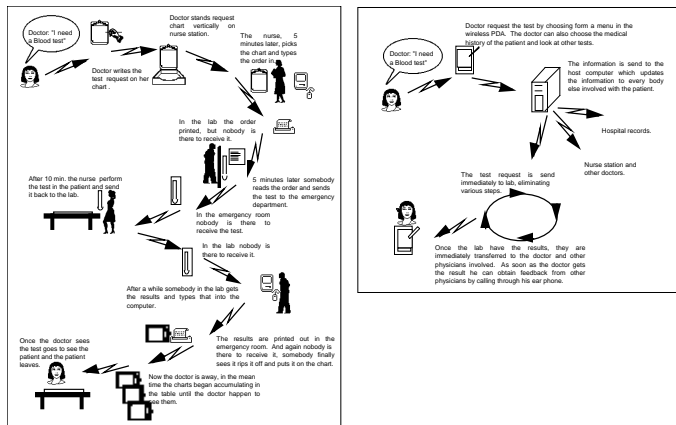 Doctor: "I need
a Blood test"
Doctor stands request
chart vertically on
nurse station.
Doctor writes the
test request on her
chart .
The nurse, 5
minutes later, picks
the chart and types
the order in.
In the lab the order
printed, but nobody is
there to receive it.
5 minutes later somebody
reads the order and sends
the test to the emergency
department.
In the emergency room
nobody is there to
receive the test.
After 10 min. the nurse perform
the test in the patient and send
it back to the lab.
In the lab nobody is
there to receive it.
After a while somebody in the lab gets
the results and types that into the
computer.
The results are printed out in the
emergency room. And again nobody is
there to receive it, somebody finally
sees it rips it off and puts it on the chart.
Now the doctor is away, in the mean
time the charts began accumulating in
the table until the doctor happen to
see them.
Once the doctor sees
the test goes to see the
patient and the patient
leaves.
Doctor: "I need
a Blood test"
Doctor request the test by choosing form a menu in the
wireless PDA. The doctor can also choose the medical
history of the patient and look at other tests.
The information is send to the
host computer which updates
the information to every body
else involved with the patient.
Hospital records.
Nurse station and
other doctors.
The test request is send
immediately to lab, eliminating
various steps.
Once the lab have the results, they are
immediately transferred to the doctor and other
physicians involved. As soon as the doctor gets
the result he can obtain feedback from other
physicians by calling through his ear phone.